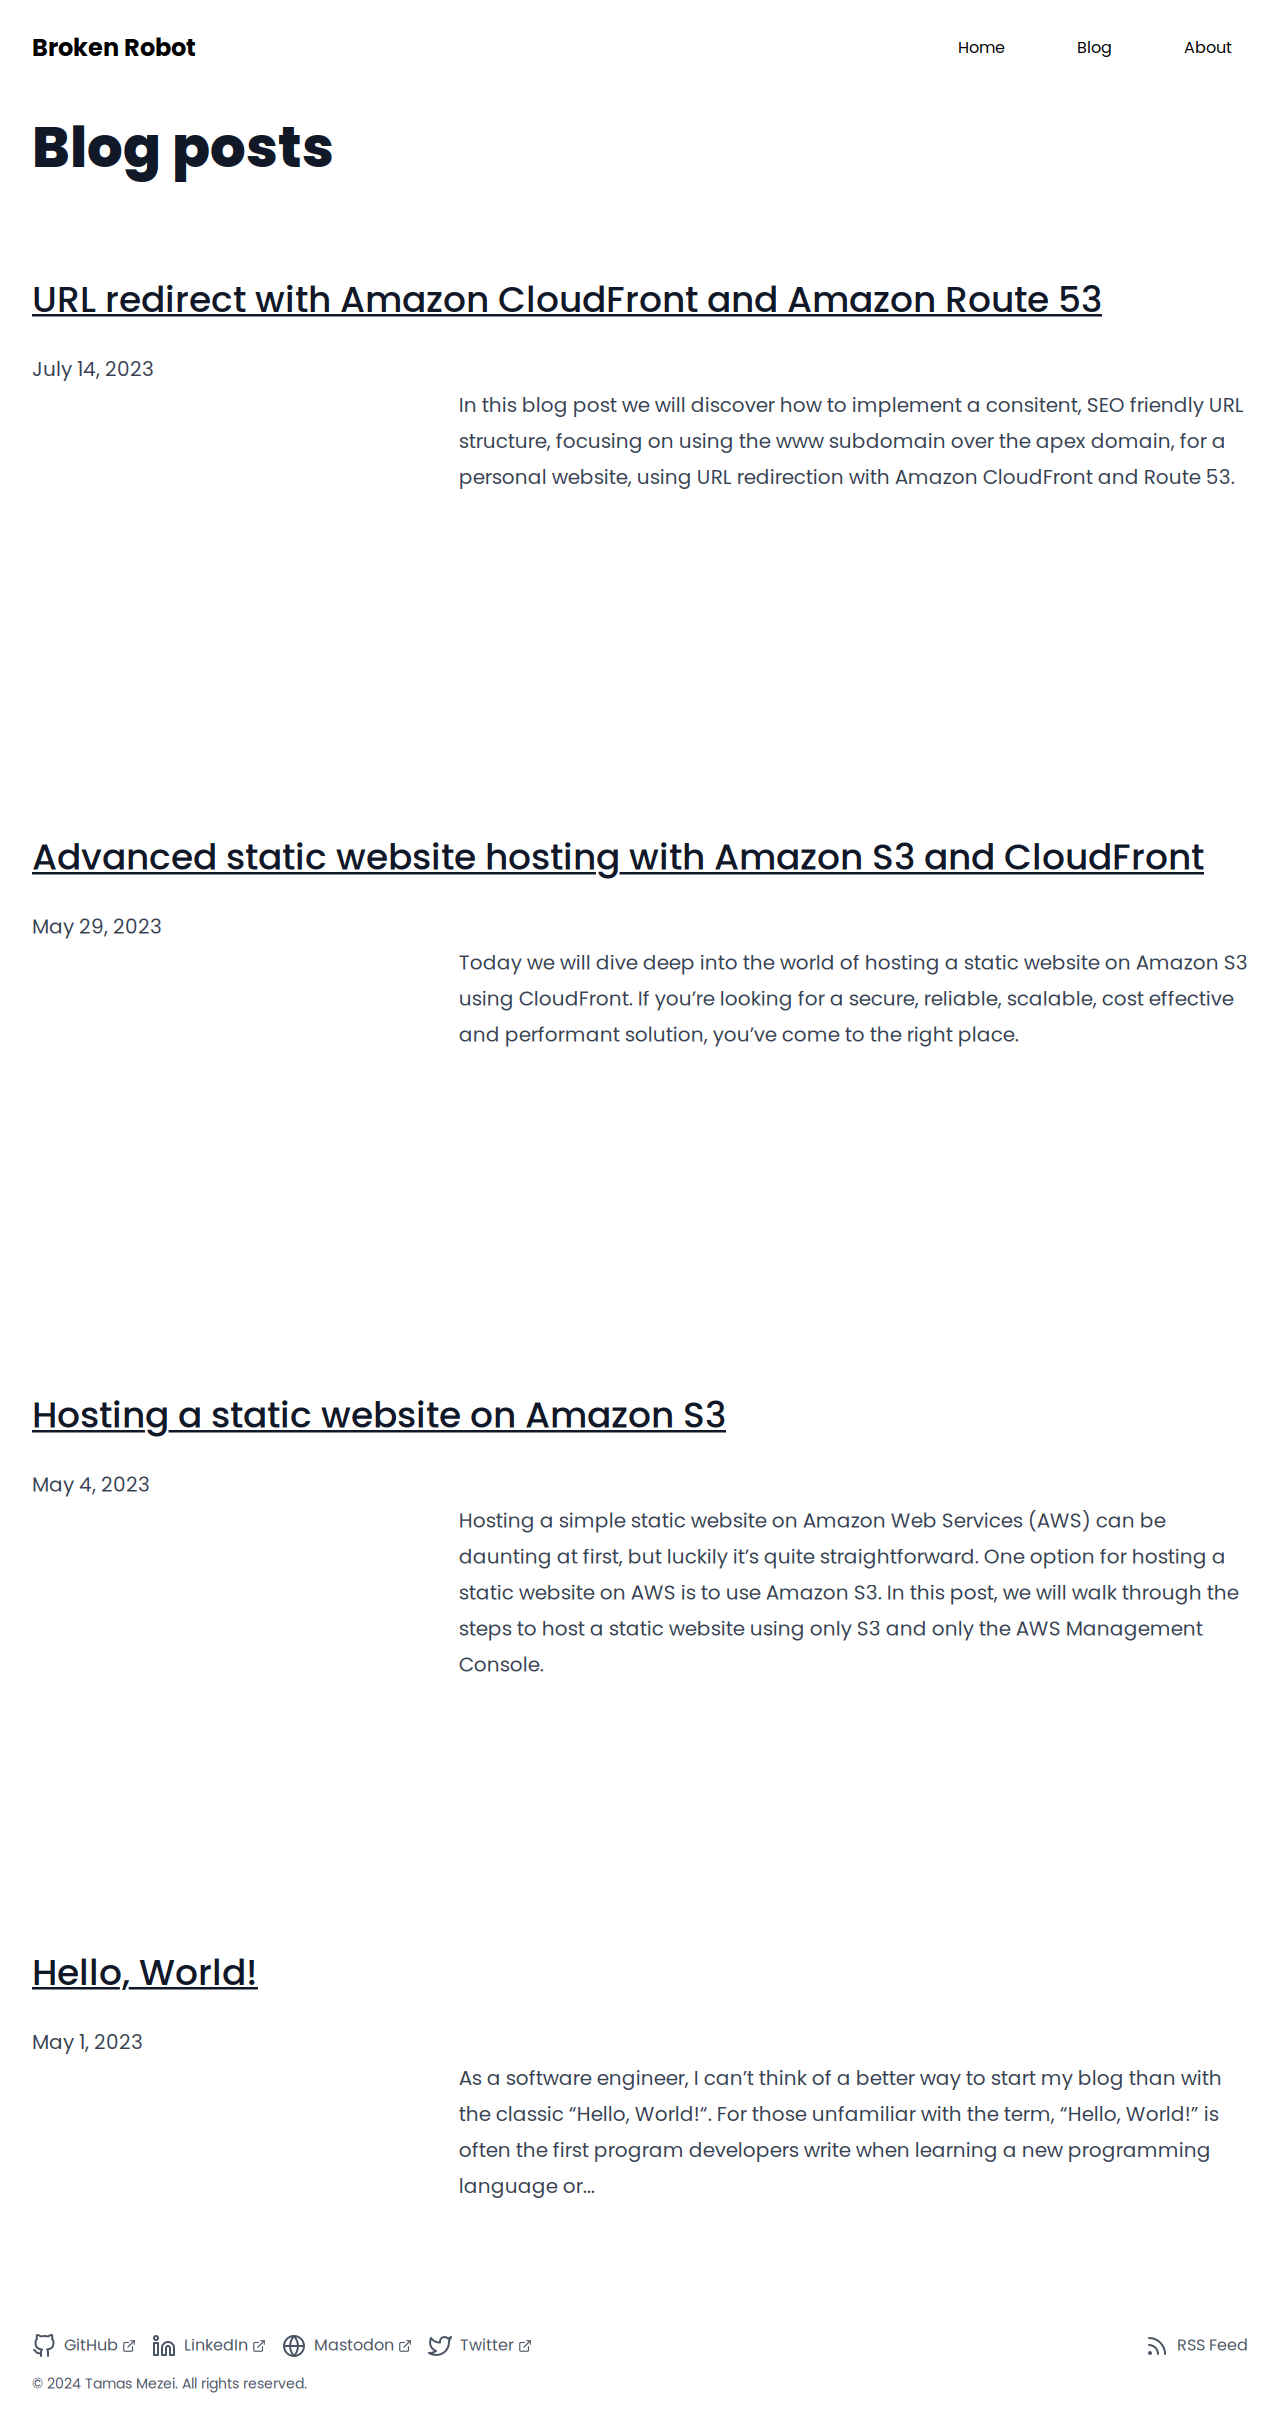 Broken Robot
Home
Blog
About
Blog posts
URL redirect with Amazon CloudFront and Amazon Route 53
July 14, 2023
In this blog post we will discover how to implement a consitent, SEO friendly URL
structure, focusing on using the www subdomain over the apex domain, for a
personal website, using URL redirection with Amazon CloudFront and Route 53.
Advanced static website hosting with Amazon S3 and CloudFront
May 29, 2023
Today we will dive deep into the world of hosting a static website on Amazon S3
using CloudFront. If you’re looking for a secure, reliable, scalable, cost effective
and performant solution, you’ve come to the right place.
Hosting a static website on Amazon S3
May 4, 2023
Hosting a simple static website on Amazon Web Services (AWS) can be
daunting at first, but luckily it’s quite straightforward. One option for hosting a
static website on AWS is to use Amazon S3. In this post, we will walk through the
steps to host a static website using only S3 and only the AWS Management
Console.
Hello, World!
May 1, 2023
As a software engineer, I can’t think of a better way to start my blog than with
the classic “Hello, World!“. For those unfamiliar with the term, “Hello, World!” is
often the first program developers write when learning a new programming
language or...
GitHub
LinkedIn
Mastodon
Twitter
RSS Feed
© 2024 Tamas Mezei. All rights reserved.